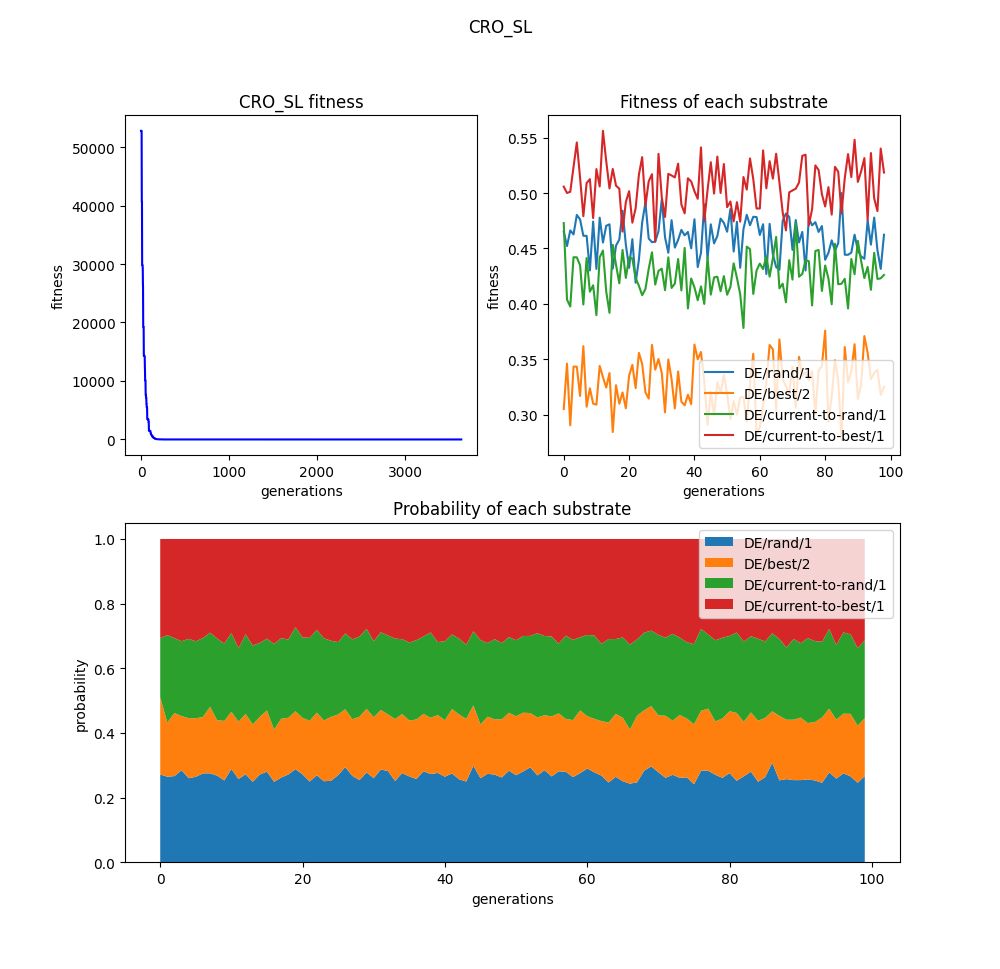 CRO_SL
CRO_SL fitness
fitness
50000
40000
30000
20000
10000
0
0 1000 2000 3000
generations
Fitness of each substrate
fitness
0.55
0.50
0.45
0.40
0.35
0.30
DE/rand/1
DE/best/2
DE/current-to-rand/1
DE/current-to-best/1
0 20 40 60 80 100
generations
Probability of each substrate
probability
1.0
0.8
0.6
0.4
0.2
0.0
DE/rand/1
DE/best/2
DE/current-to-rand/1
DE/current-to-best/1
0 20 40 60 80 100
generations